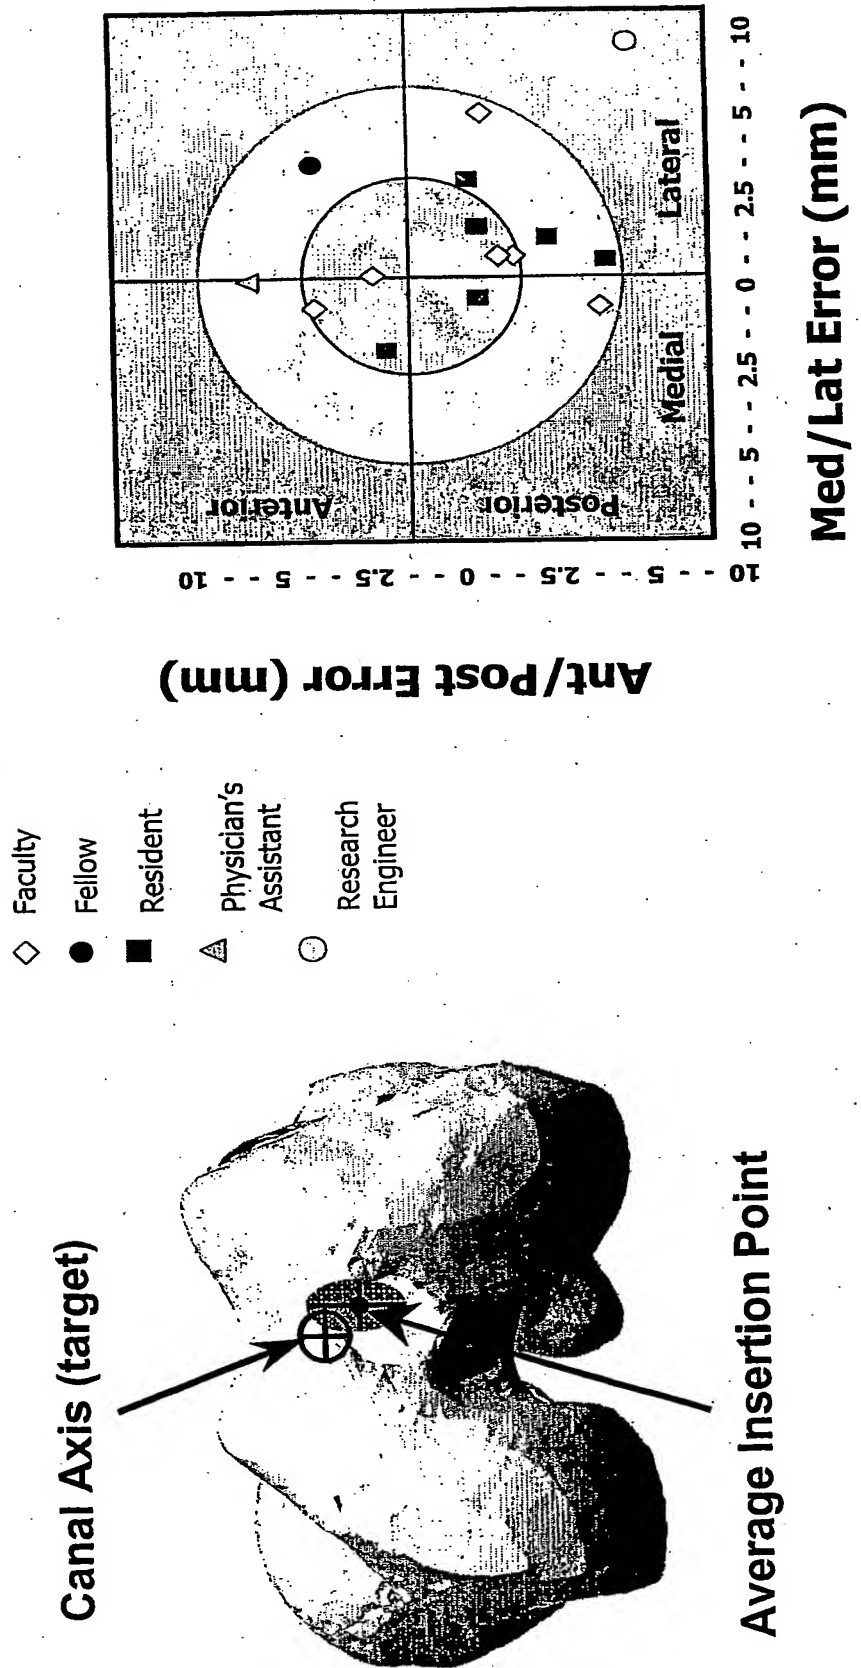 Canal Axis (target)
Average Insertion Point
Faculty
Fellow
Resident
Physician's
Assistant
Research
Engineer
Ant/Post Error (mm)
10 - - 5 - - 2.5 - - 0 - - 2.5 - - 5 - - 10
Anterior
Posterior
Medial
Lateral
10 - - 5 - - 2.5 - - 0 - - 2.5 - - 5 - - 10
Med/Lat Error (mm)